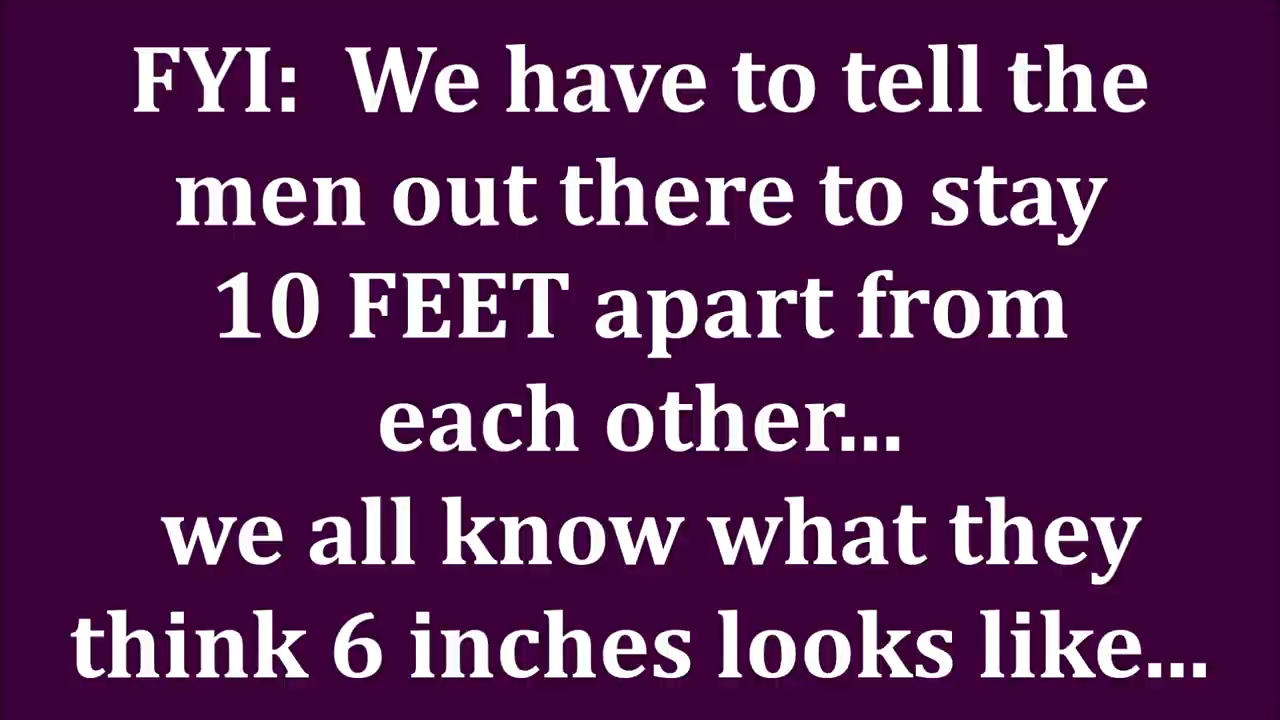 FYI:  We have to tell the
men out there to stay
10 FEET apart from
each other...
we all know what they
think 6 inches looks like...